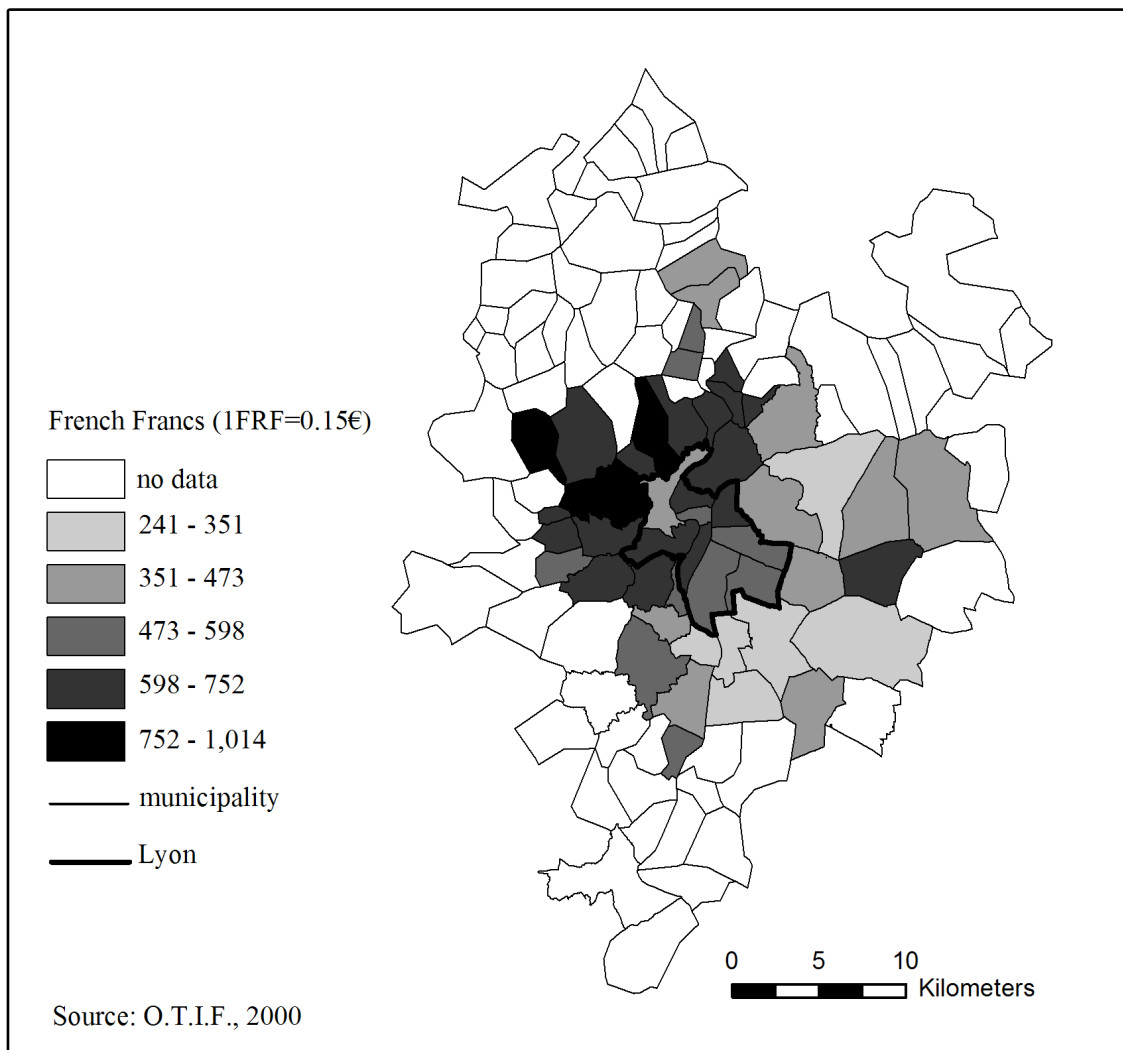 French Francs (1FRF=0.15€)
no data
241 - 351
351 - 473
473 - 598
598 - 752
752 - 1,014
municipality
Lyon
0 5 10
Kilometers
Source: O.T.I.F., 2000